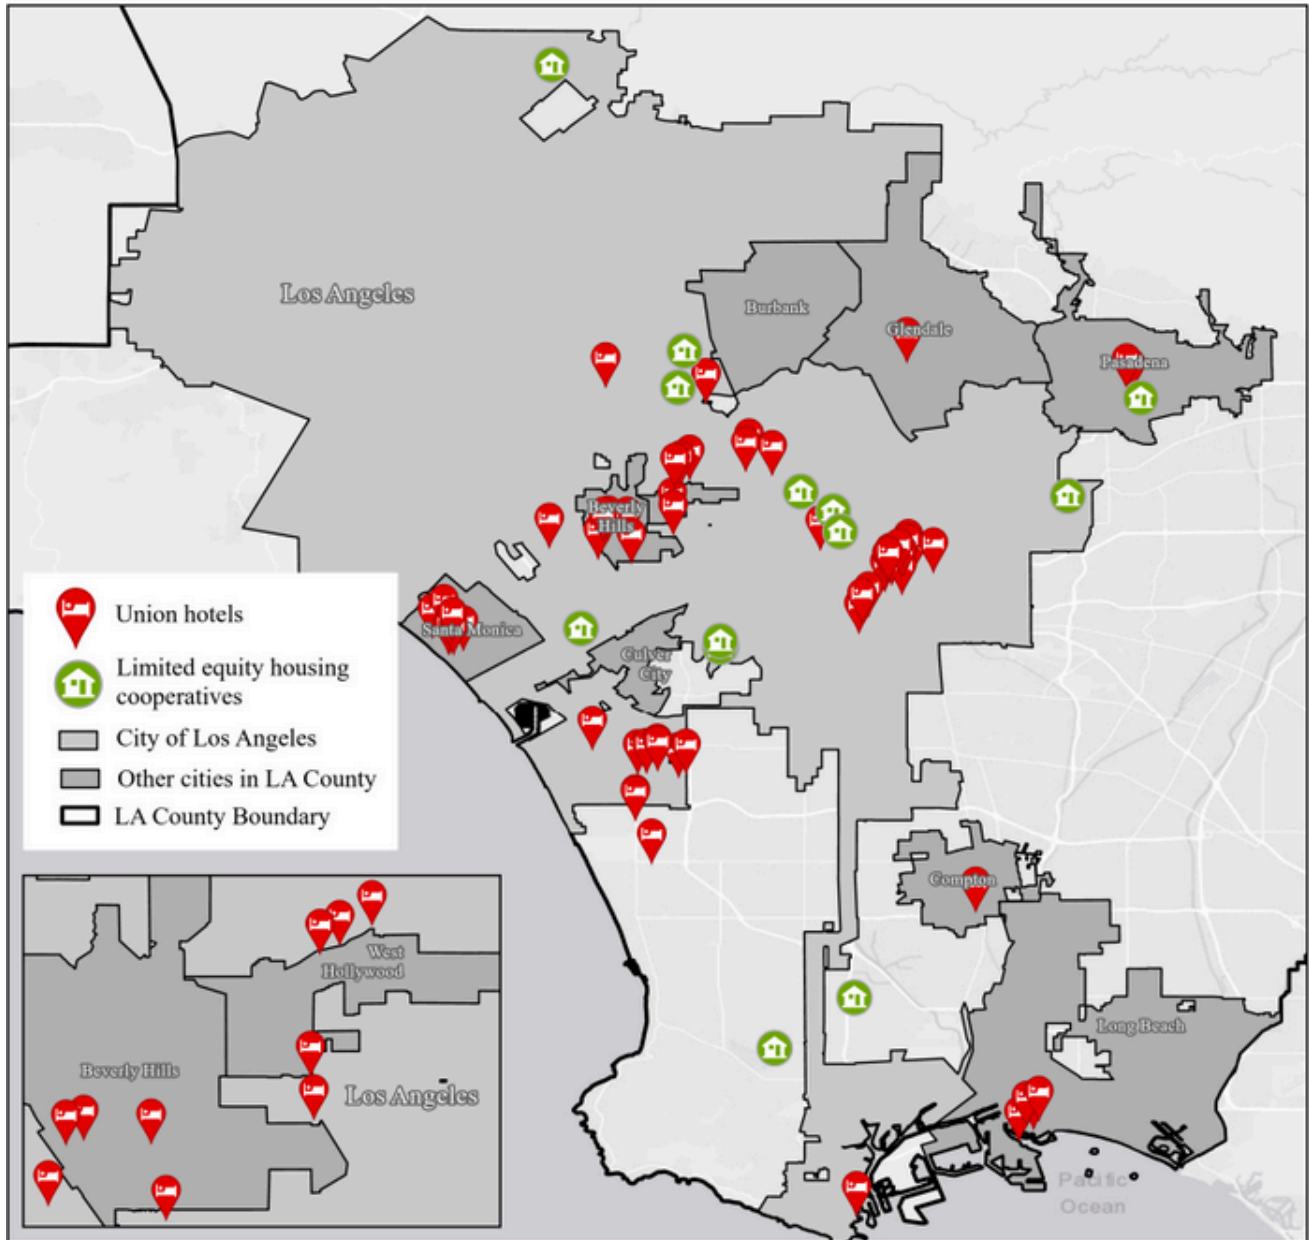 Los Angeles
Burbank
Glendale
Pasadena
Beverly
Hills
Santa Monica
Culver
City
Union hotels
Limited equity housing
cooperatives
City of Los Angeles
Other cities in LA County
LA County Boundary
Compton
Long Beach
West
Hollywood
Beverly Hills
Los Angeles
Pacific
Ocean